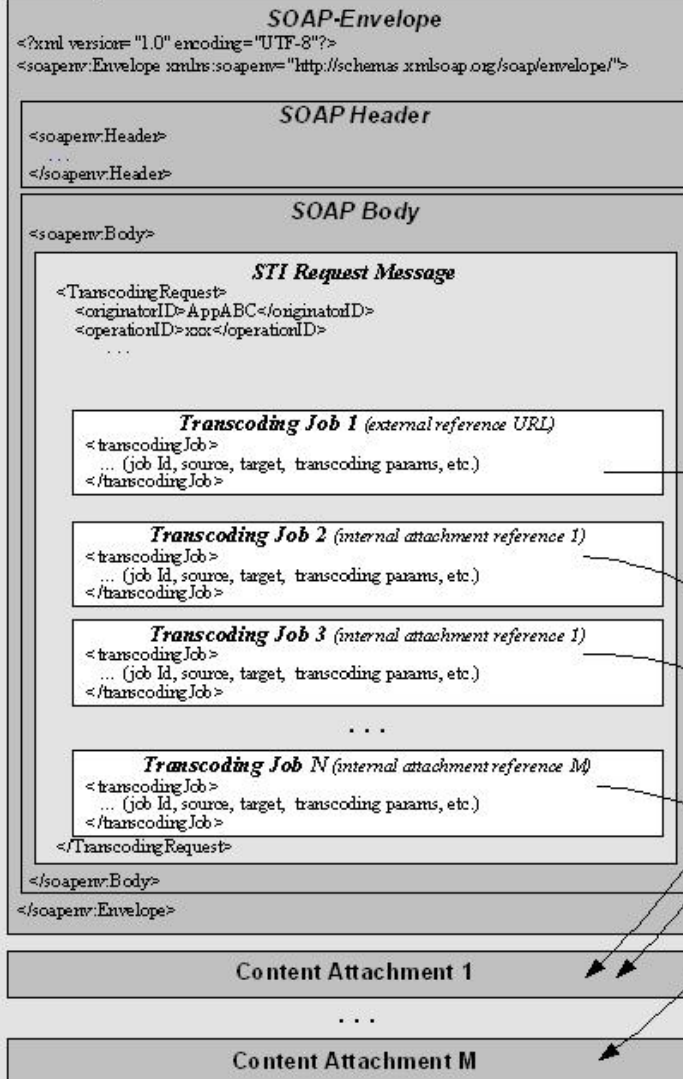 SOAP-Envelope
<?xml version="1.0" encoding="UTF-8"?>
<soapenv:Envelope xmlns:soapenv="http://schemas.xmlsoap.org/soap/envelope/">
SOAP Header
<soapenv:Header>
...
</soapenv:Header>
SOAP Body
<soapenv:Body>
STI Request Message
<TranscodingRequest>
<originatorID>AppABC</originatorID>
<operationID>xxx</operationID>
. . .
Transcoding Job 1 (external reference URL)
<transcodingJob>
... (job Id, source, target, transcoding params, etc.)
</transcodingJob>
Transcoding Job 2 (internal attachment reference 1)
<transcodingJob>
... (job Id, source, target, transcoding params, etc.)
</transcodingJob>
Transcoding Job 3 (internal attachment reference 1)
<transcodingJob>
... (job Id, source, target, transcoding params, etc.)
</transcodingJob>
. . .
Transcoding Job N (internal attachment reference M)
<transcodingJob>
... (job Id, source, target, transcoding params, etc.)
</transcodingJob>
</TranscodingRequest>
</soapenv:Body>
</soapenv:Envelope>
Content Attachment 1
. . .
Content Attachment M